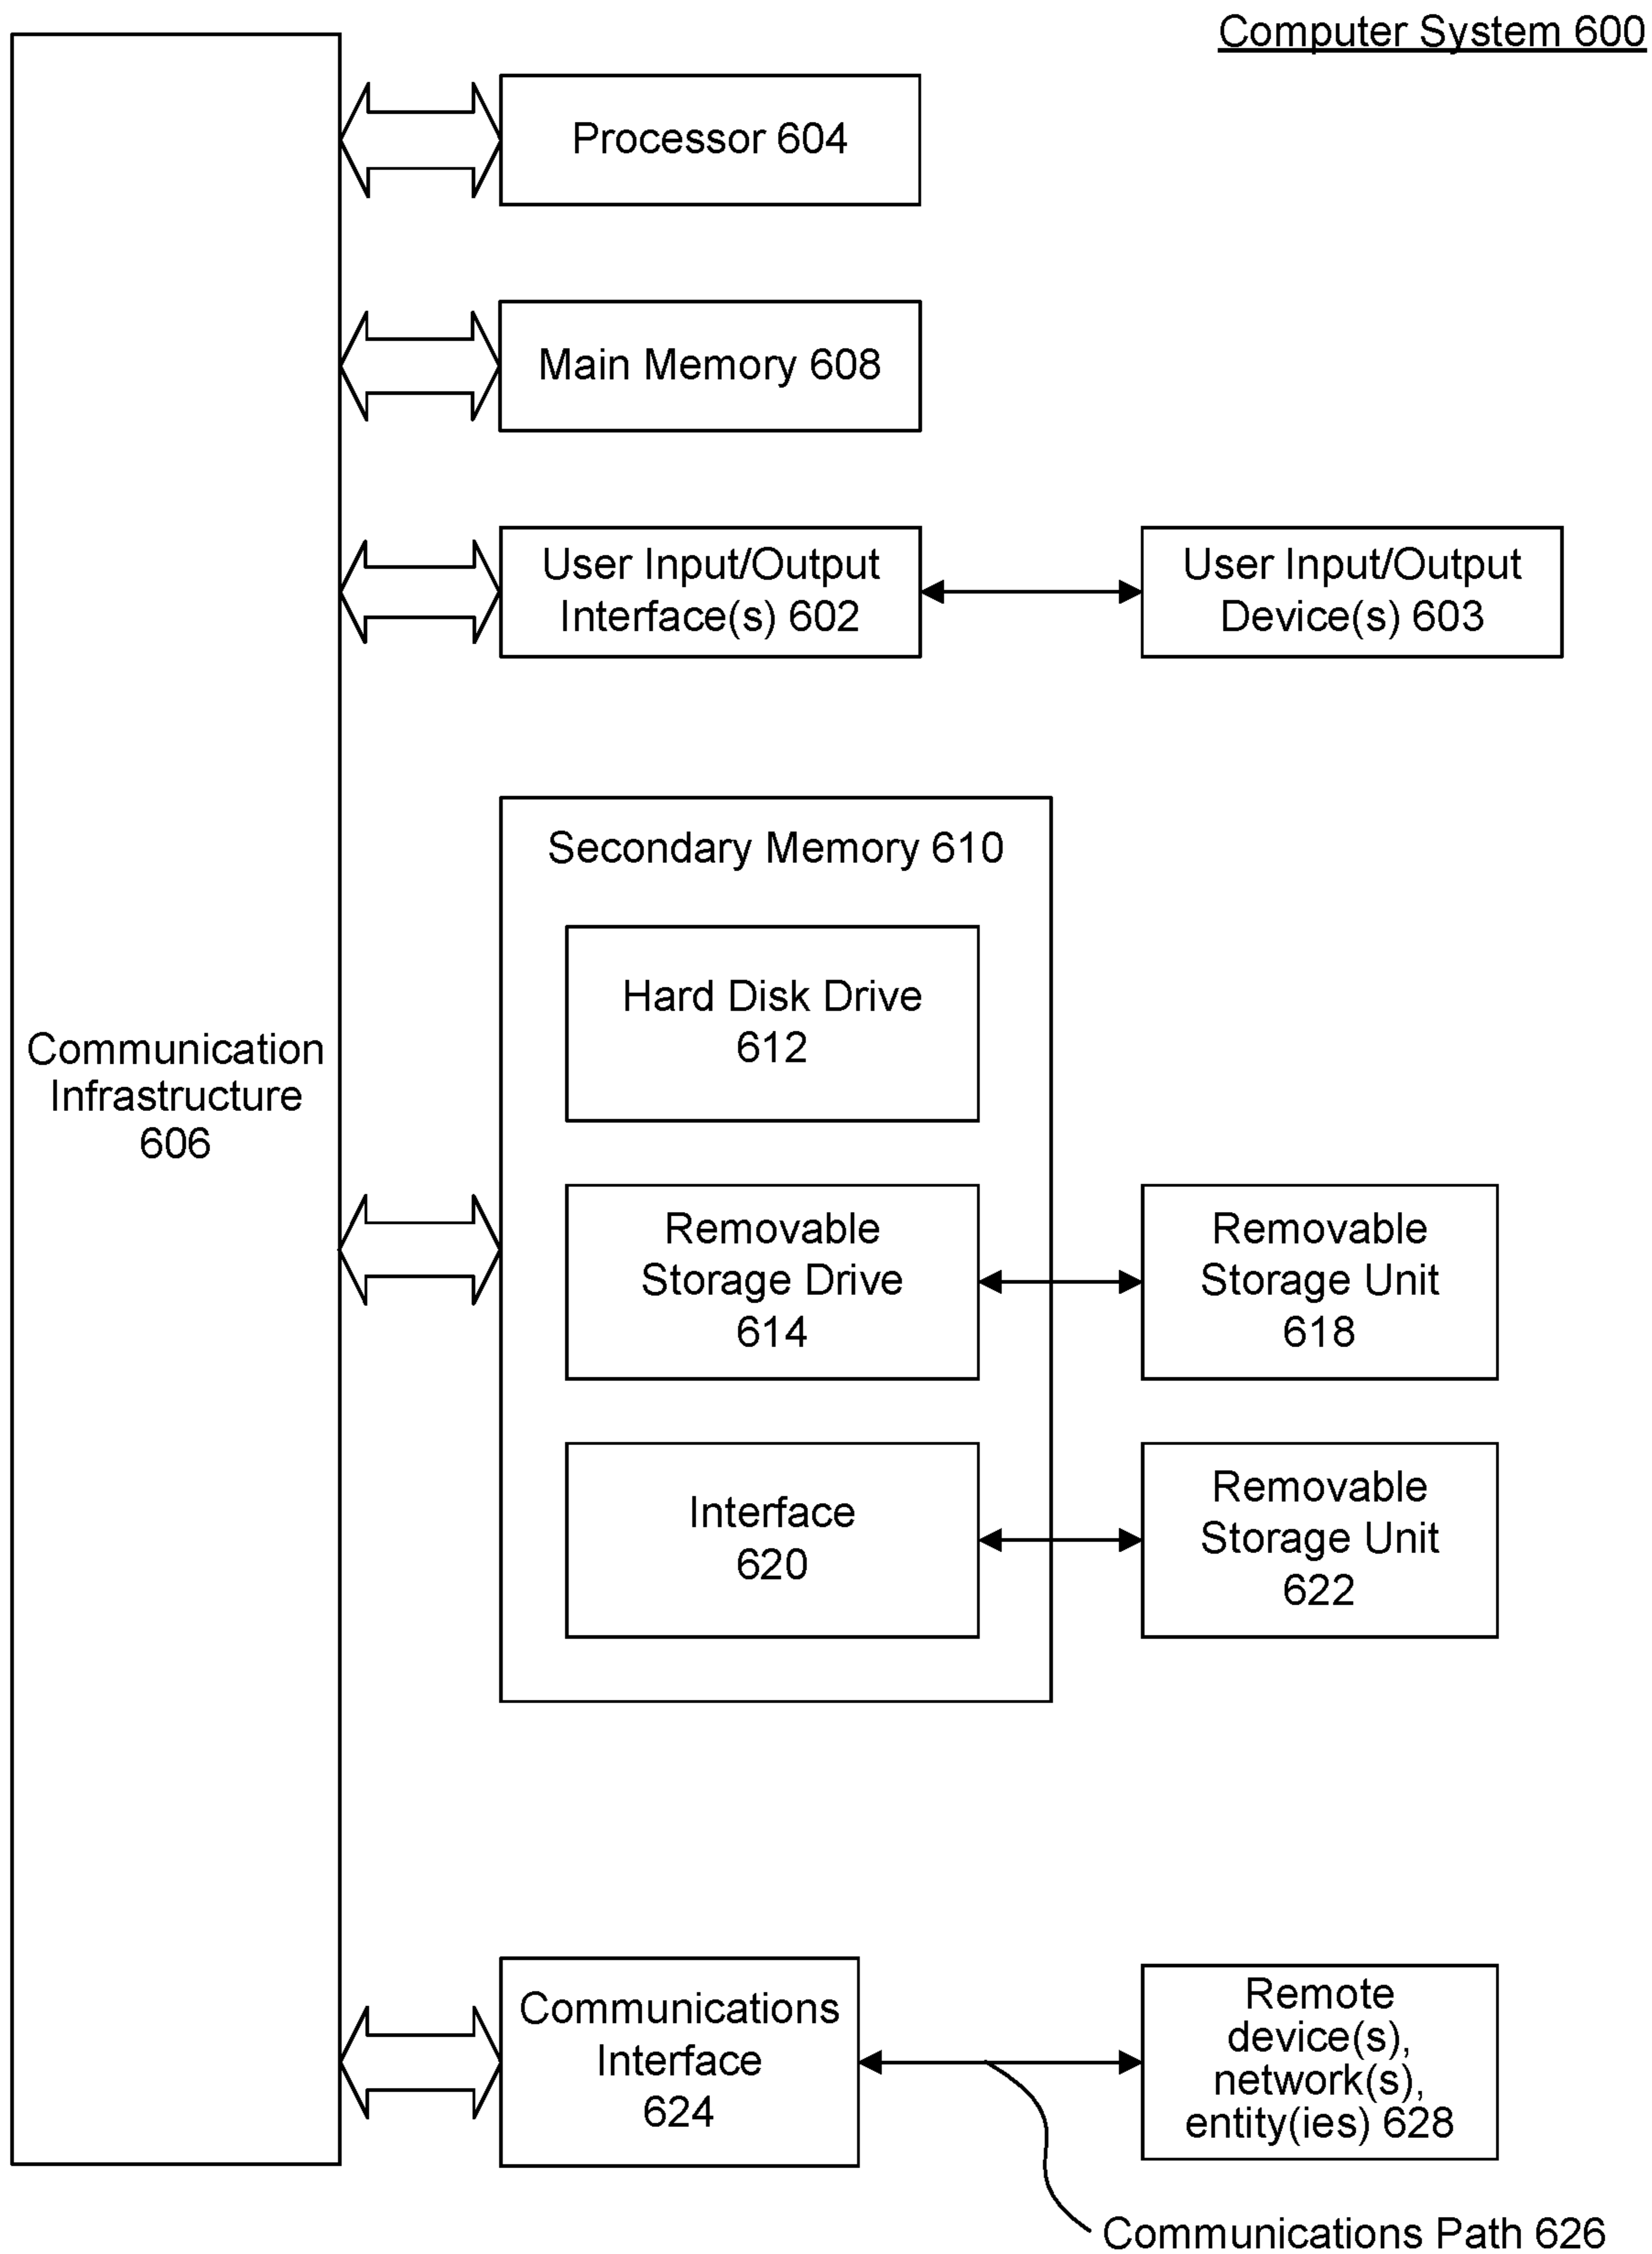 Computer System 600
Processor 604
Main Memory 608
User Input/Output
Interface(s) 602
User Input/Output
Device(s) 603
Secondary Memory 610
Hard Disk Drive
612
Communication
Infrastructure
606
Removable
Storage Drive
614
Removable
Storage Unit
618
Interface
620
Removable
Storage Unit
622
Communications
Interface
624
Remote
device(s),
network(s),
entity(ies) 628
Communications Path 626